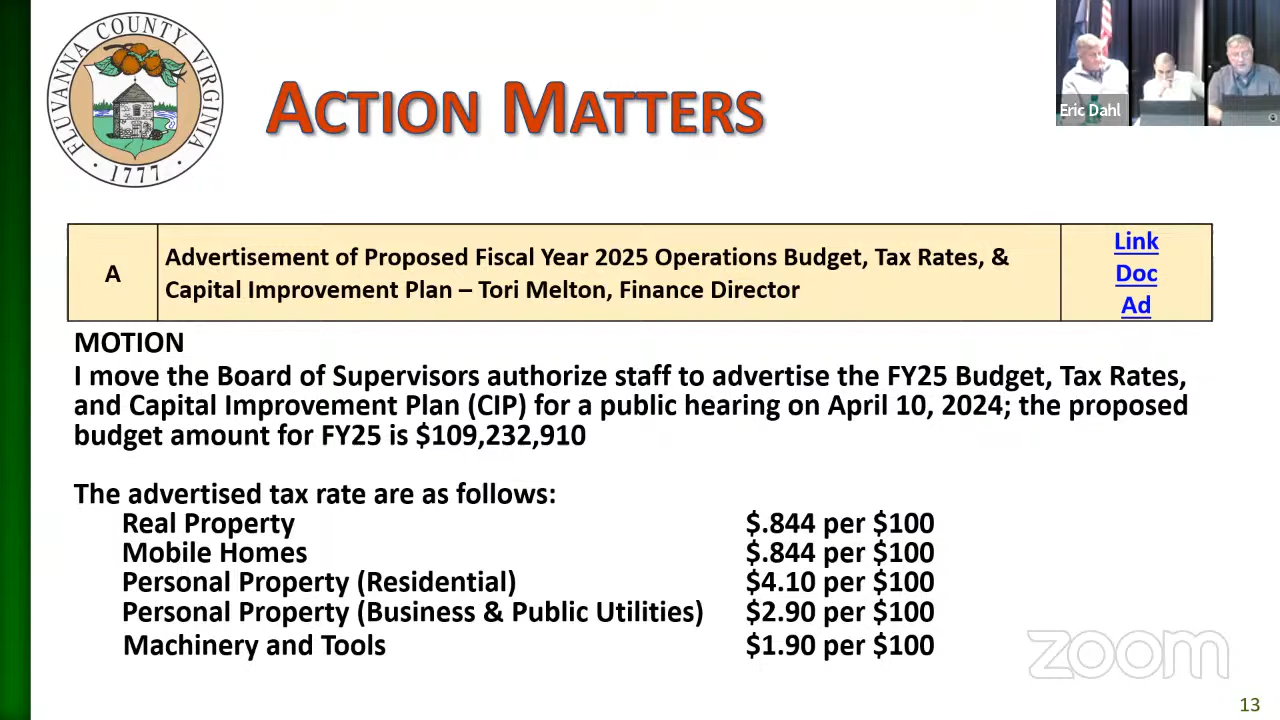 FLUVANNA COUNTY VIRGINIA
• 1777 •
ACTION MATTERS
Eric Dahl
A
Advertisement of Proposed Fiscal Year 2025 Operations Budget, Tax Rates, &
Capital Improvement Plan – Tori Melton, Finance Director
Link
Doc
Ad
MOTION
I move the Board of Supervisors authorize staff to advertise the FY25 Budget, Tax Rates,
and Capital Improvement Plan (CIP) for a public hearing on April 10, 2024; the proposed
budget amount for FY25 is $109,232,910
The advertised tax rate are as follows:
Real Property $.844 per $100
Mobile Homes $.844 per $100
Personal Property (Residential) $4.10 per $100
Personal Property (Business & Public Utilities) $2.90 per $100
Machinery and Tools $1.90 per $100
zoom
13